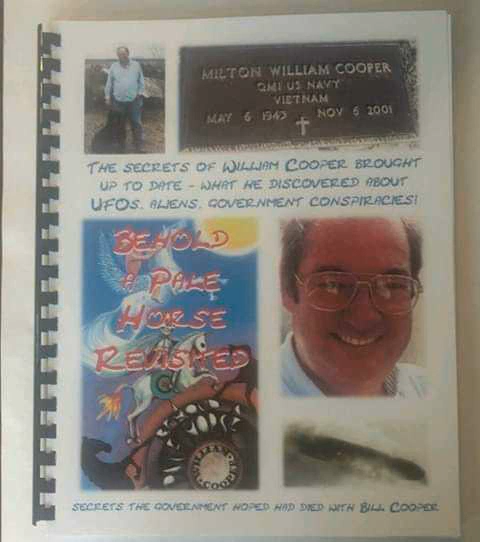 MILTON WILLIAM COOPER
QM1 US NAVY
VIETNAM
MAY 6 1943 NOV 6 2001
THE SECRETS OF WILLIAM COOPER BROUGHT
UP TO DATE - WHAT HE DISCOVERED ABOUT
UFOS, ALIENS, GOVERNMENT CONSPIRACIES!
BEHOLD
A PALE
HORSE
REVISITED
WILLIAM
COOPER
SECRETS THE GOVERNMENT HOPED HAD DIED WITH BILL COOPER